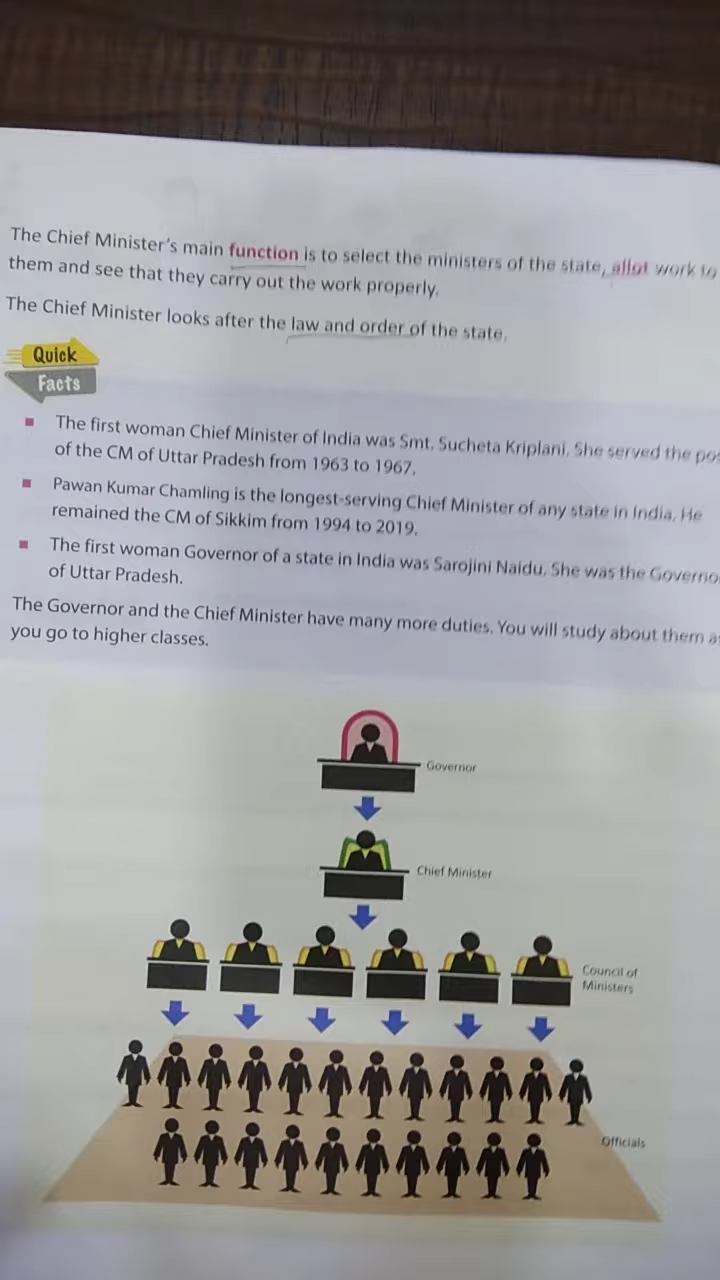 The Chief Minister's main function is to select the ministers of the state, allot work to
them and see that they carry out the work properly.
The Chief Minister looks after the law and order of the state.
Quick
Facts
The first woman Chief Minister of India was Smt. Sucheta Kriplani. She served the pos
of the CM of Uttar Pradesh from 1963 to 1967.
Pawan Kumar Chamling is the longest-serving Chief Minister of any state in India. He
remained the CM of Sikkim from 1994 to 2019.
The first woman Governor of a state in India was Sarojini Naidu. She was the Governo
of Uttar Pradesh.
The Governor and the Chief Minister have many more duties. You will study about them as
you go to higher classes.
Governor
Chief Minister
Council of
Ministers
Officials